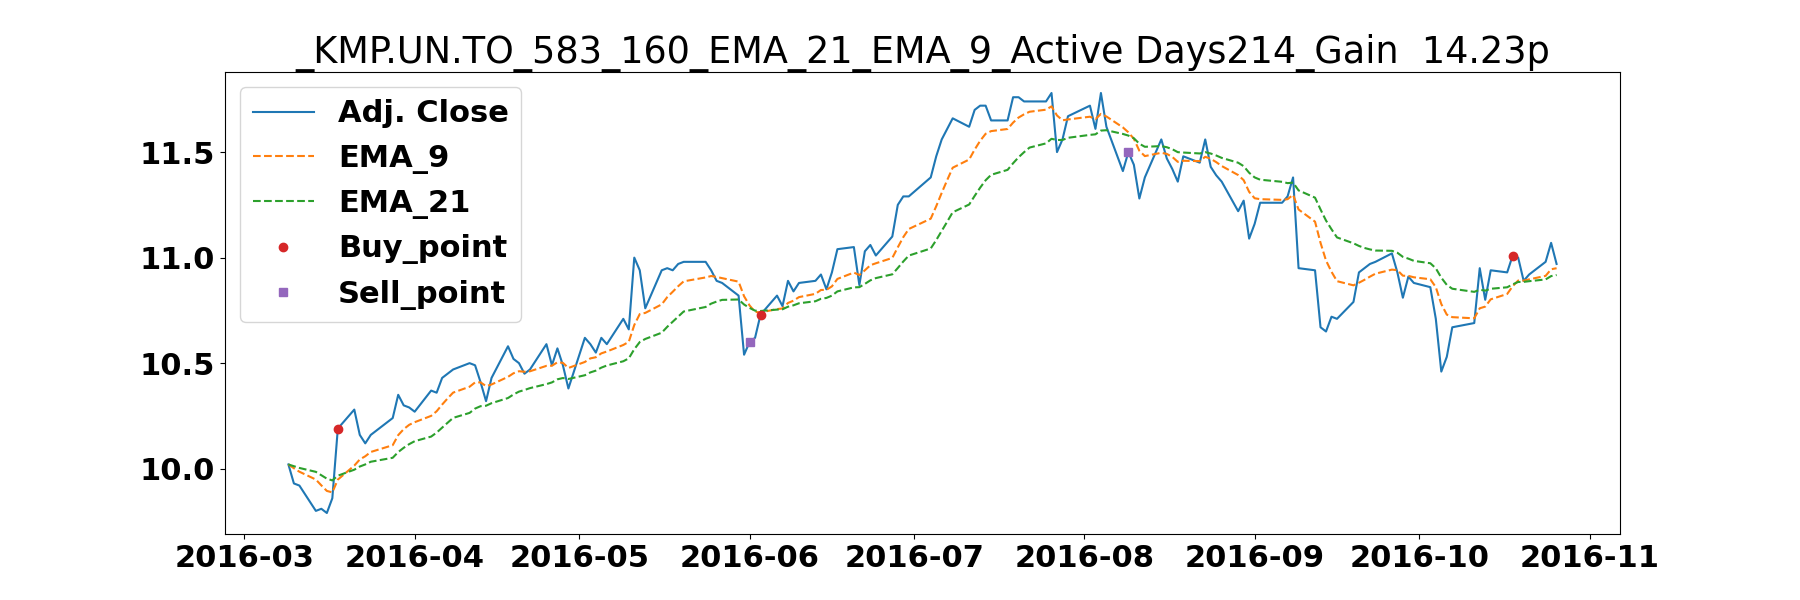 _KMP.UN.TO_583_160_EMA_21_EMA_9_Active Days214_Gain  14.23p
Adj. Close
EMA_9
EMA_21
Buy_point
Sell_point
11.5
11.0
10.5
10.0
2016-03 2016-04 2016-05 2016-06 2016-07 2016-08 2016-09 2016-10 2016-11